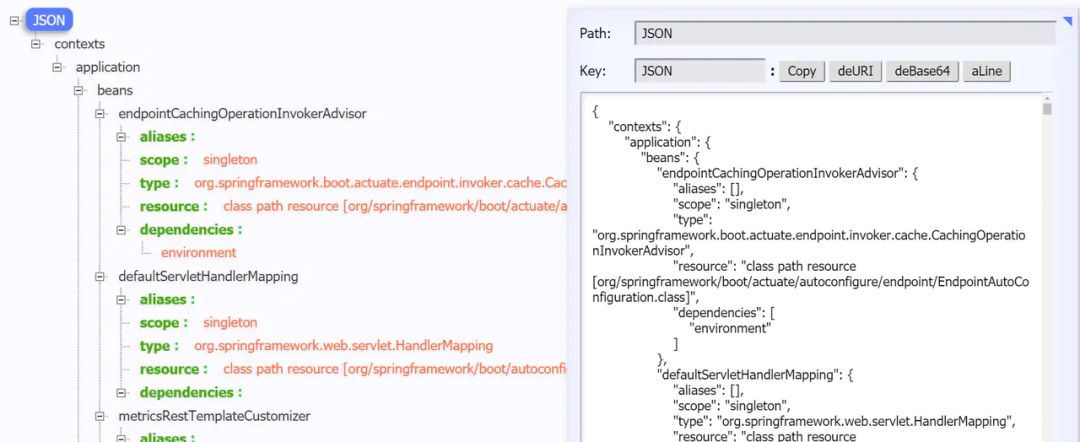 JSON
contexts
application
beans
endpointCachingOperationInvokerAdvisor
aliases :
scope : singleton
type : org.springframework.boot.actuate.endpoint.invoker.cache.Ca
resource : class path resource [org/springframework/boot/actuate/a
dependencies :
environment
defaultServletHandlerMapping
aliases :
scope : singleton
type : org.springframework.web.servlet.HandlerMapping
resource : class path resource [org/springframework/boot/autoconfi
dependencies :
metricsRestTemplateCustomizer
aliases :
Path: JSON
Key: JSON : Copy deURI deBase64 aLine
{
"contexts": {
"application": {
"beans": {
"endpointCachingOperationInvokerAdvisor": {
"aliases": [],
"scope": "singleton",
"type":
"org.springframework.boot.actuate.endpoint.invoker.cache.CachingOperatio
nInvokerAdvisor",
"resource": "class path resource
[org/springframework/boot/actuate/autoconfigure/endpoint/EndpointAutoCo
nfiguration.class]",
"dependencies": [
"environment"
]
},
"defaultServletHandlerMapping": {
"aliases": [],
"scope": "singleton",
"type": "org.springframework.web.servlet.HandlerMapping",
"resource": "class path resource